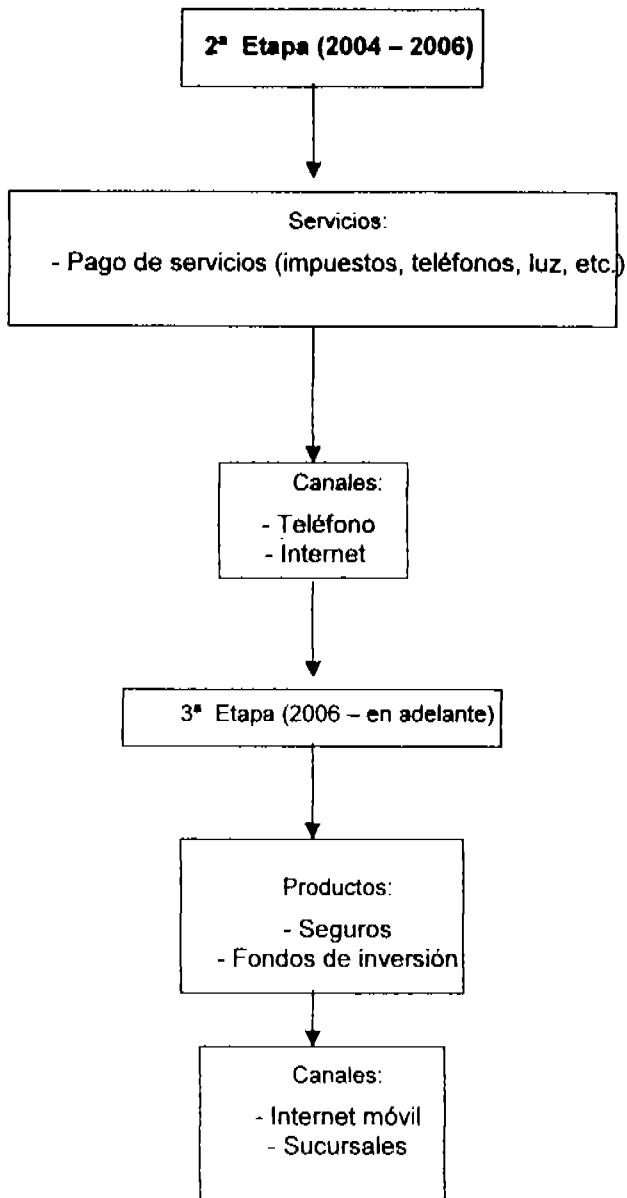 2ª Etapa (2004 – 2006)
Servicios:
- Pago de servicios (impuestos, teléfonos, luz, etc.)
Canales:
- Teléfono
- Internet
3ª Etapa (2006 – en adelante)
Productos:
- Seguros
- Fondos de inversión
Canales:
- Internet móvil
- Sucursales